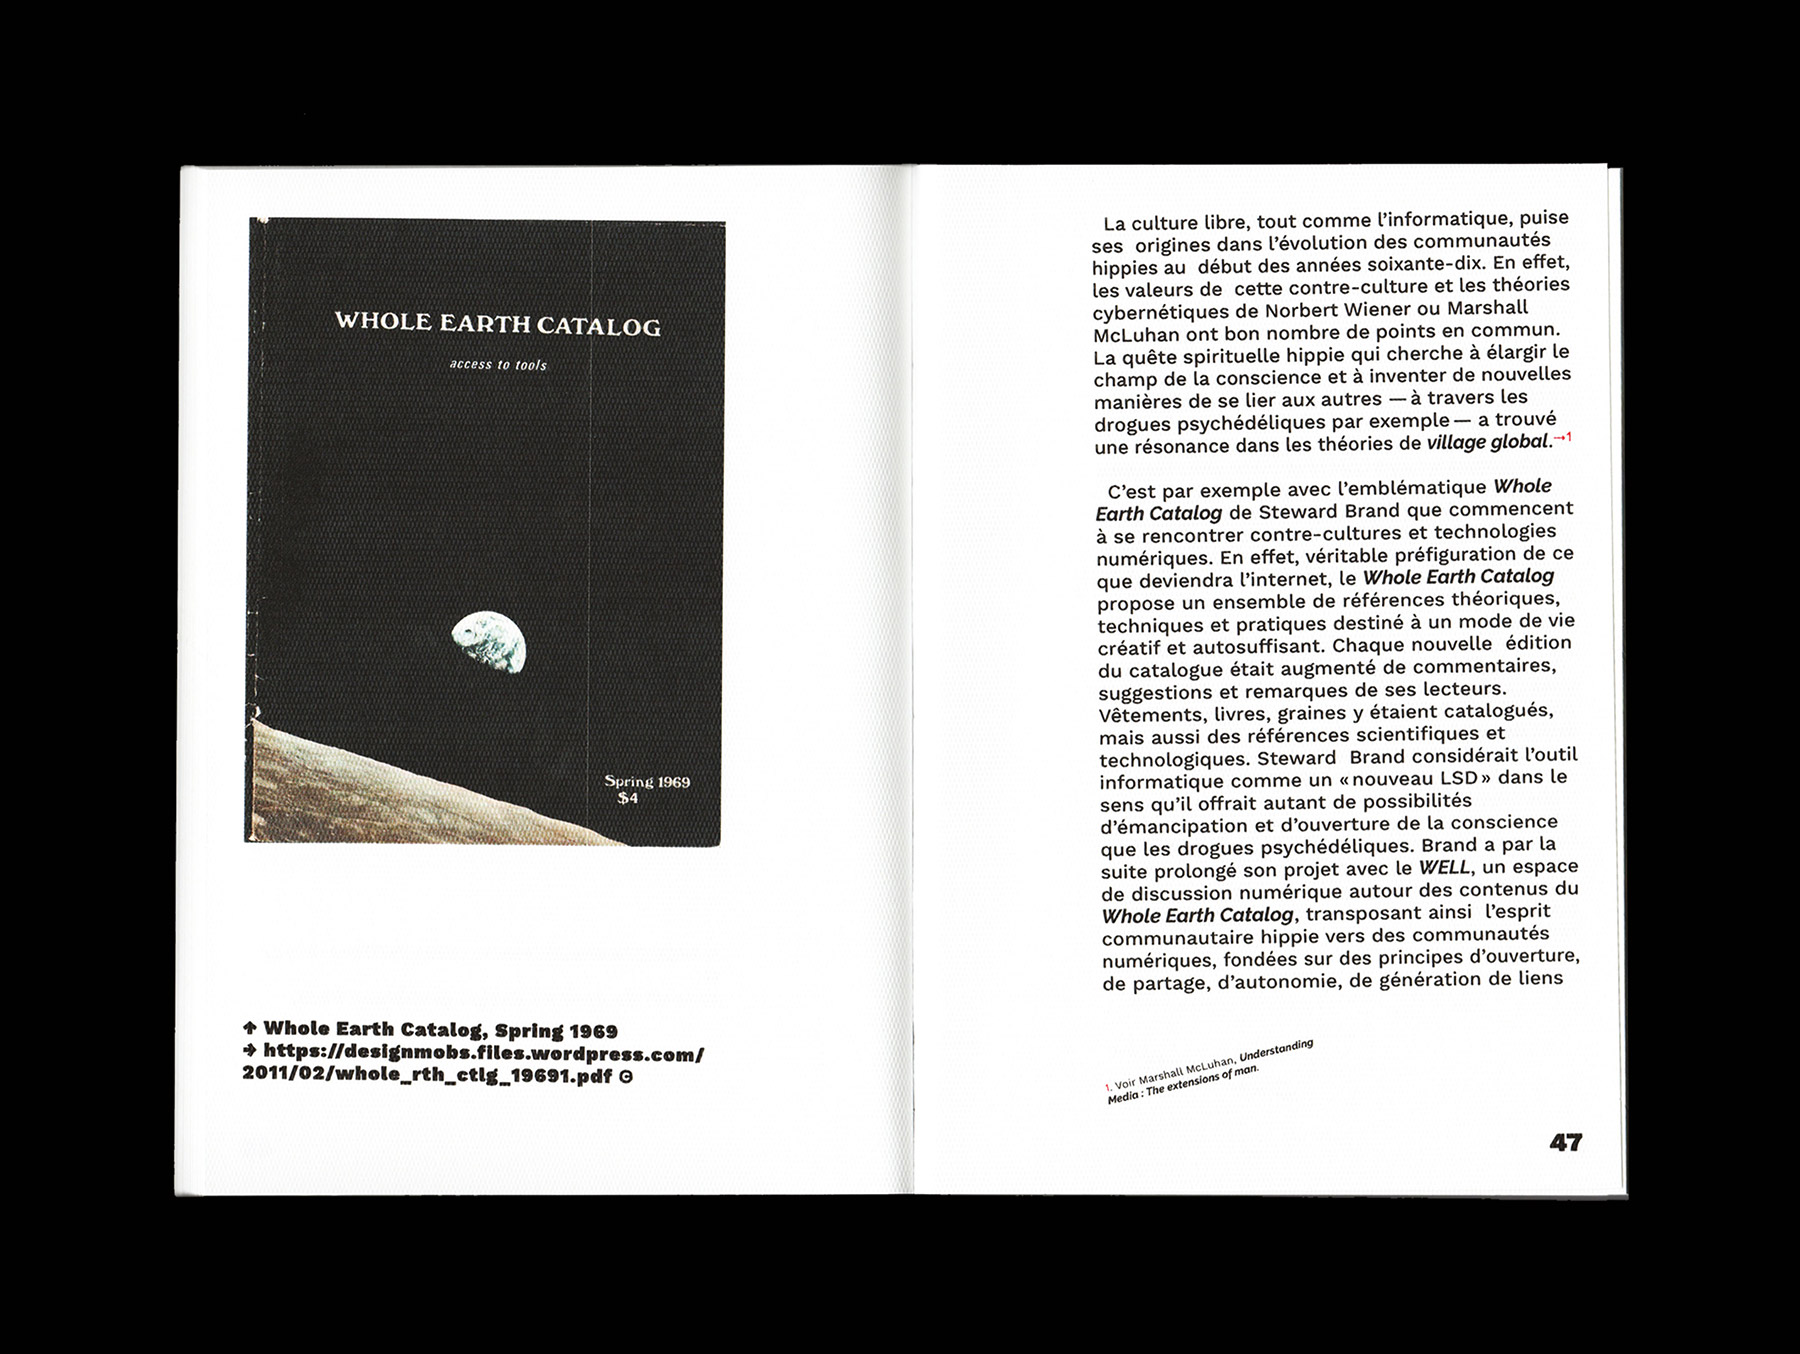 WHOLE EARTH CATALOG
access to tools
Spring 1969
$4
↑ Whole Earth Catalog, Spring 1969
→ https://designmobs.files.wordpress.com/
2011/02/whole_rth_ctlg_19691.pdf
La culture libre, tout comme l’informatique, puise
ses origines dans l’évolution des communautés
hippies au début des années soixante-dix. En effet,
les valeurs de cette contre-culture et les théories
cybernétiques de Norbert Wiener ou Marshall
McLuhan ont bon nombre de points en commun.
La quête spirituelle hippie qui cherche à élargir le
champ de la conscience et à inventer de nouvelles
manières de se lier aux autres — à travers les
drogues psychédéliques par exemple — a trouvé
une résonance dans les théories de village global.→1
C’est par exemple avec l’emblématique Whole
Earth Catalog de Steward Brand que commencent
à se rencontrer contre-cultures et technologies
numériques. En effet, véritable préfiguration de ce
que deviendra l’internet, le Whole Earth Catalog
propose un ensemble de références théoriques,
techniques et pratiques destiné à un mode de vie
créatif et autosuffisant. Chaque nouvelle édition
du catalogue était augmenté de commentaires,
suggestions et remarques de ses lecteurs.
Vêtements, livres, graines y étaient catalogués,
mais aussi des références scientifiques et
technologiques. Steward Brand considérait l’outil
informatique comme un « nouveau LSD » dans le
sens qu’il offrait autant de possibilités
d’émancipation et d’ouverture de la conscience
que les drogues psychédéliques. Brand a par la
suite prolongé son projet avec le WELL, un espace
de discussion numérique autour des contenus du
Whole Earth Catalog, transposant ainsi l’esprit
communautaire hippie vers des communautés
numériques, fondées sur des principes d’ouverture,
de partage, d’autonomie, de génération de liens
1. Voir Marshall McLuhan, Understanding
Media : The extensions of man.
47